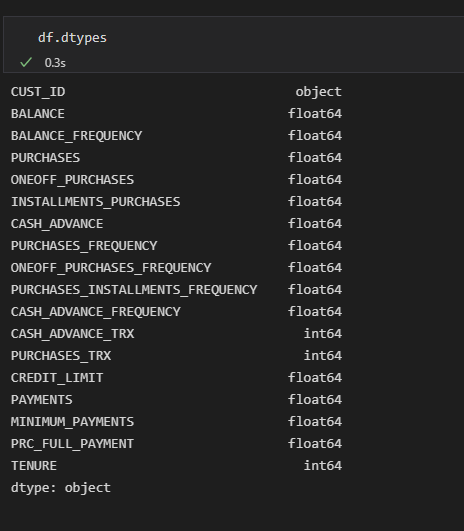 df.dtypes
0.3s
CUST_ID object
BALANCE float64
BALANCE_FREQUENCY float64
PURCHASES float64
ONEOFF_PURCHASES float64
INSTALLMENTS_PURCHASES float64
CASH_ADVANCE float64
PURCHASES_FREQUENCY float64
ONEOFF_PURCHASES_FREQUENCY float64
PURCHASES_INSTALLMENTS_FREQUENCY float64
CASH_ADVANCE_FREQUENCY float64
CASH_ADVANCE_TRX int64
PURCHASES_TRX int64
CREDIT_LIMIT float64
PAYMENTS float64
MINIMUM_PAYMENTS float64
PRC_FULL_PAYMENT float64
TENURE int64
dtype: object